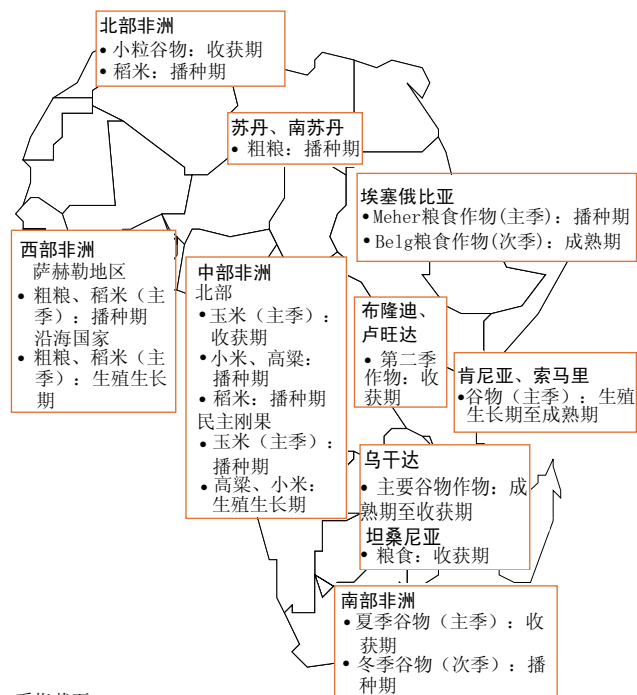 北部非洲
• 小粒谷物：收获期
• 稻米：播种期
苏丹、南苏丹
• 粗粮：播种期
埃塞俄比亚
• Meher粮食作物(主季)：播种期
• Belg粮食作物(次季)：成熟期
西部非洲
萨赫勒地区
• 粗粮、稻米（主
季）：播种期
沿海国家
• 粗粮、稻米（主
季）：生殖生长
期
中部非洲
北部
• 玉米（主季）：
收获期
• 小米、高粱：
播种期
• 稻米：播种期
民主刚果
• 玉米（主季）：
播种期
• 高粱、小米：
生殖生长期
布隆迪、
卢旺达
• 第二季
作物：收
获期
肯尼亚、索马里
• 谷物（主季）：生殖
生长期至成熟期
乌干达
• 主要谷物作物：成
熟期至收获期
坦桑尼亚
• 粮食：收获期
南部非洲
• 夏季谷物（主季）：收
获期
• 冬季谷物（次季）：播
种期